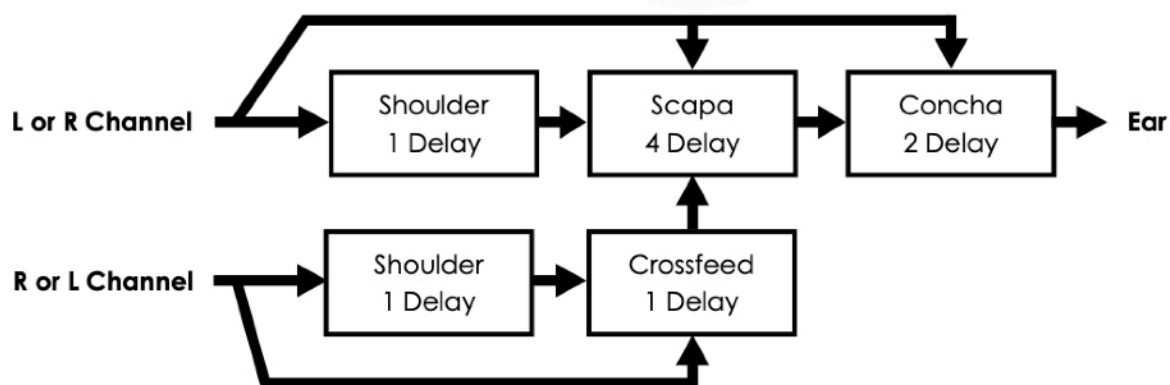 L or R Channel
Shoulder
1 Delay
Scapa
4 Delay
Concha
2 Delay
Ear
R or L Channel
Shoulder
1 Delay
Crossfeed
1 Delay